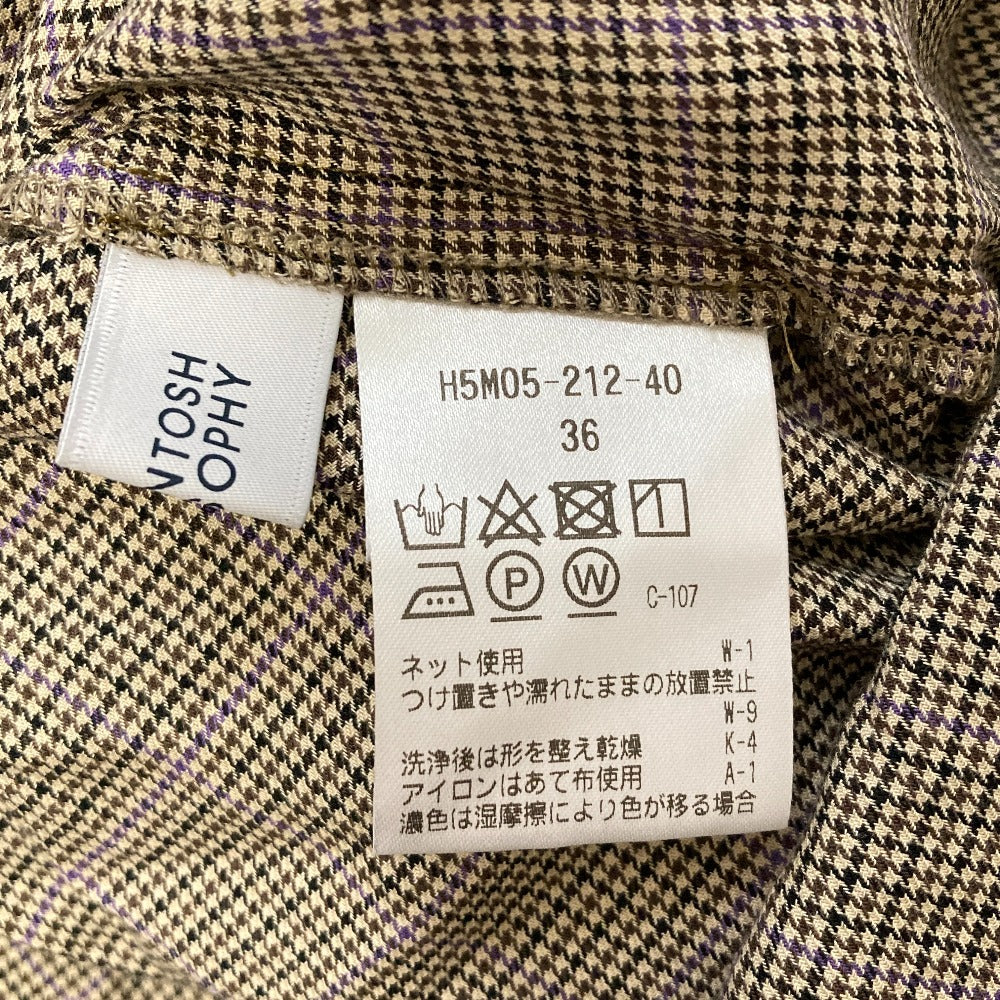 NTOSH
SOPHY
H5M05-212-40
36
P W C-107
ネット使用 W-1
つけ置きや濡れたままの放置禁止
W-9
洗浄後は形を整え乾燥 K-4
アイロンはあて布使用 A-1
濃色は湿摩擦により色が移る場合